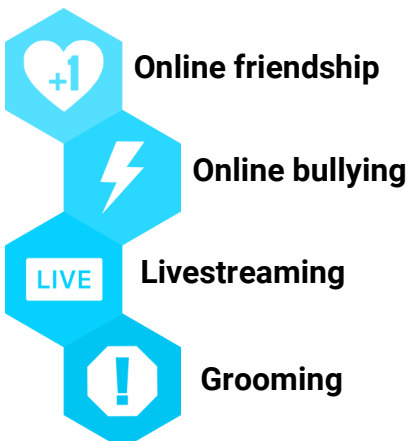 +1
Online friendship
Online bullying
LIVE
Livestreaming
!
Grooming